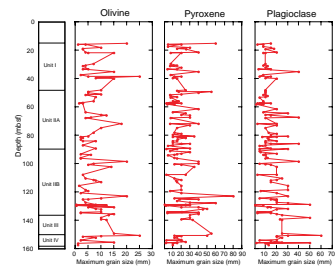 Olivine Pyroxene Plagioclase
0
20
40
60
80
100
120
140
160
Depth (mbsf)
Unit I
Unit IIA
Unit IIB
Unit III
Unit IV
0 5 10 15 20 25 30
10 20 30 40 50 60 70 80 90
10 20 30 40 50 60 70
Maximum grain size (mm) Maximum grain size (mm) Maximum grain size (mm)